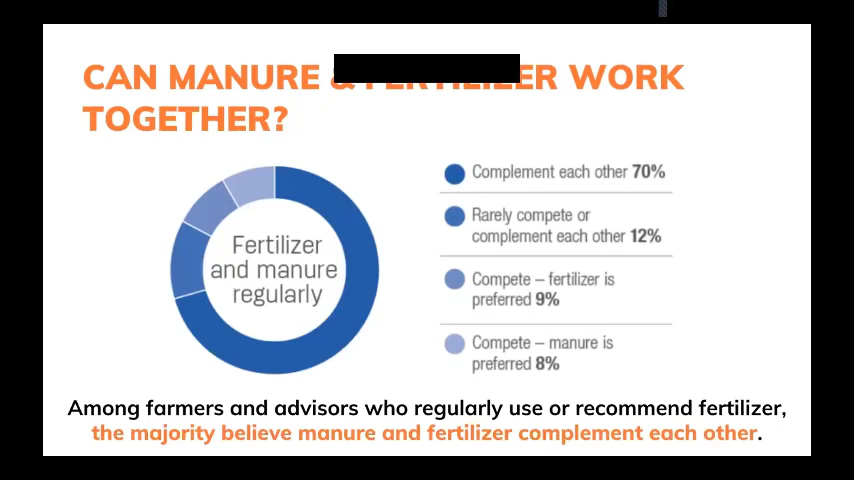 CAN MANURE & FERTILIZER WORK
TOGETHER?
Fertilizer
and manure
regularly
Complement each other 70%
Rarely compete or
complement each other 12%
Compete – fertilizer is
preferred 9%
Compete – manure is
preferred 8%
Among farmers and advisors who regularly use or recommend fertilizer,
the majority believe manure and fertilizer complement each other.